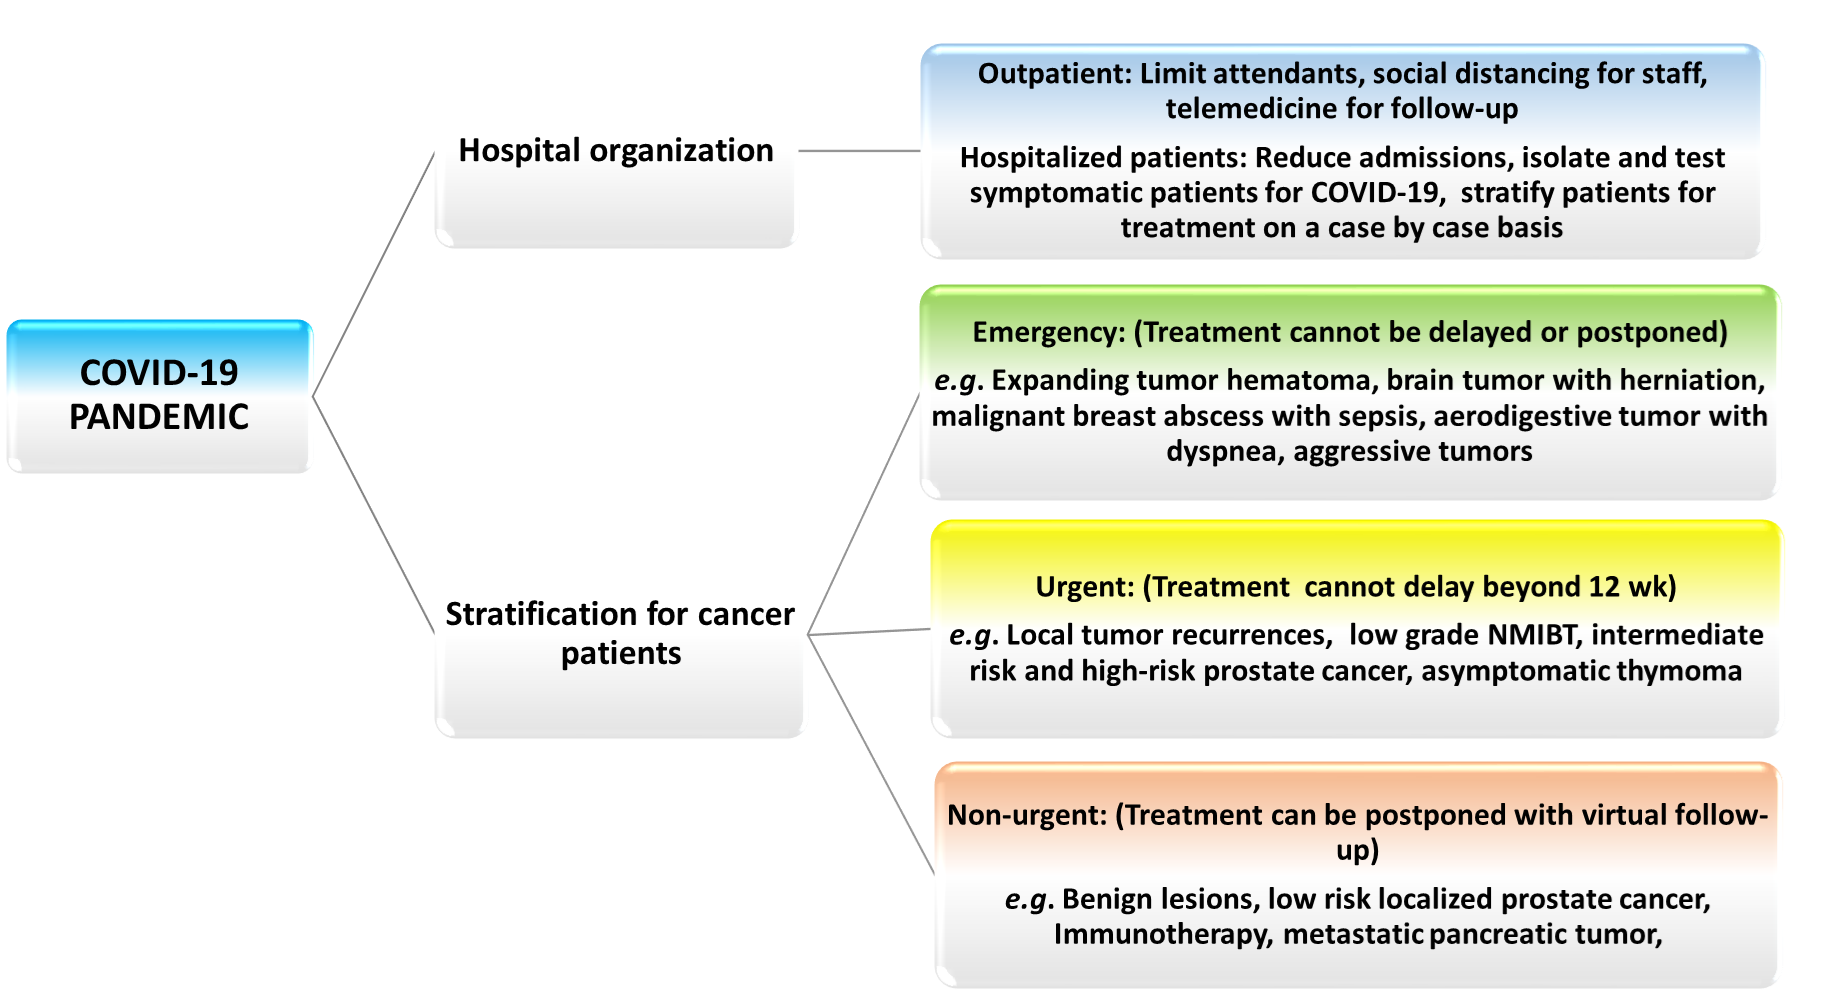 COVID-19
PANDEMIC
Hospital organization
Outpatient: Limit attendants, social distancing for staff,
telemedicine for follow-up
Hospitalized patients: Reduce admissions, isolate and test
symptomatic patients for COVID-19, stratify patients for
treatment on a case by case basis
Stratification for cancer
patients
Emergency: (Treatment cannot be delayed or postponed)
e.g. Expanding tumor hematoma, brain tumor with herniation,
malignant breast abscess with sepsis, aerodigestive tumor with
dyspnea, aggressive tumors
Urgent: (Treatment cannot delay beyond 12 wk)
e.g. Local tumor recurrences, low grade NMIBT, intermediate
risk and high-risk prostate cancer, asymptomatic thymoma
Non-urgent: (Treatment can be postponed with virtual follow-
up)
e.g. Benign lesions, low risk localized prostate cancer,
Immunotherapy, metastatic pancreatic tumor,